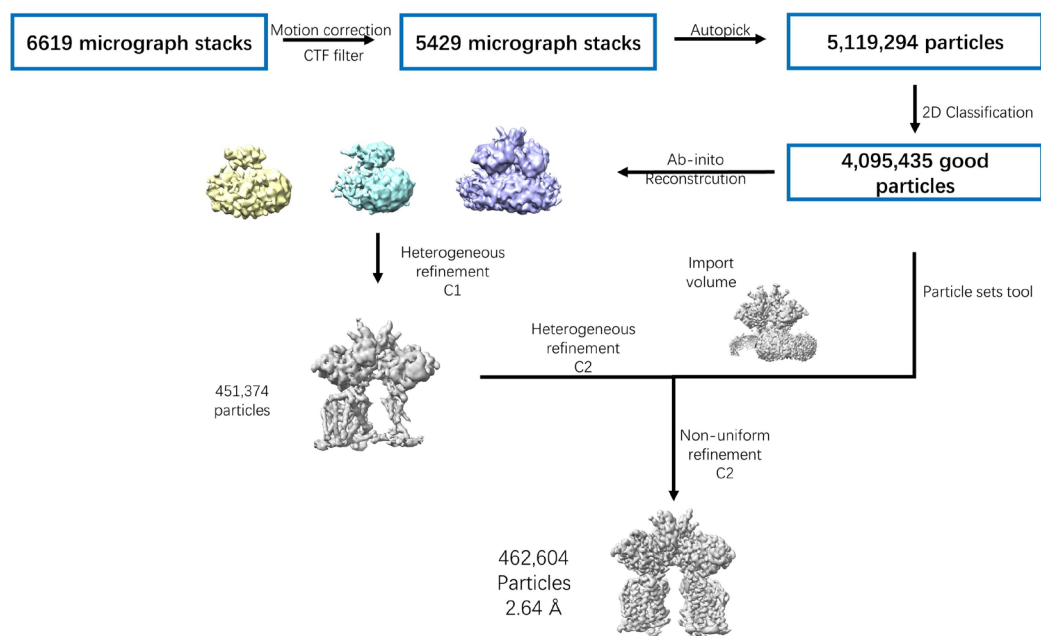 6619 micrograph stacks
Motion correction
CTF filter
5429 micrograph stacks
Autopick
5,119,294 particles
2D Classification
4,095,435 good
particles
Ab-inito
Reconstrcution
Heterogeneous
refinement
C1
Import
volume
Particle sets tool
Heterogeneous
refinement
C2
451,374
particles
Non-uniform
refinement
C2
462,604
Particles
2.64 Å